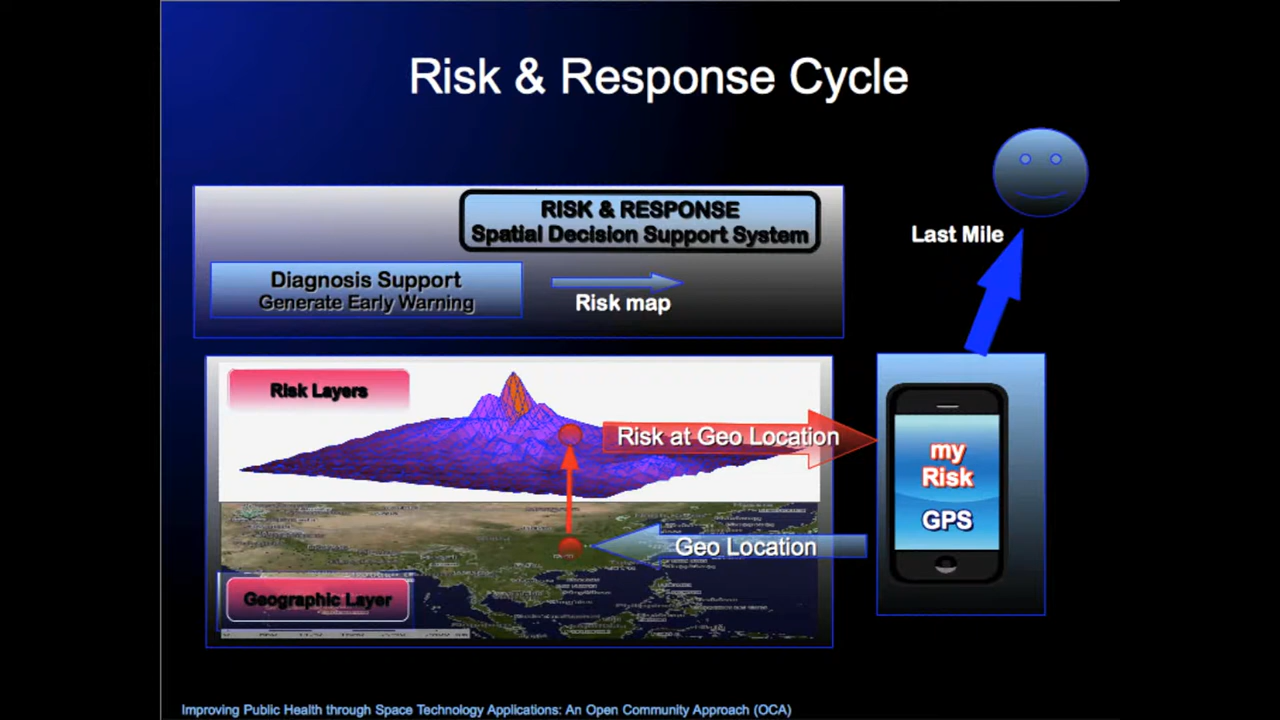 Risk & Response Cycle
RISK & RESPONSE
Spatial Decision Support System
Last Mile
Diagnosis Support
Generate Early Warning
Risk map
Risk Layers
Risk at Geo Location
my
Risk
GPS
Geo Location
Geographic Layer
Improving Public Health through Space Technology Applications: An Open Community Approach (OCA)